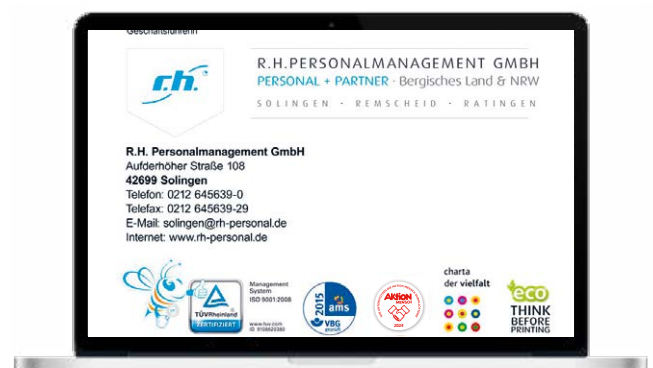 Geschäftsführerin
r.h.
R.H.PERSONALMANAGEMENT GMBH
PERSONAL + PARTNER · Bergisches Land & NRW
SOLINGEN - REMSCHEID - RATINGEN
R.H. Personalmanagement GmbH
Aufderhöher Straße 108
42699 Solingen
Telefon: 0212 645639-0
Telefax: 0212 645639-29
E-Mail: solingen@rh-personal.de
Internet: www.rh-personal.de
TÜVRheinland
ZERTIFIZIERT
Management
System
ISO 9001:2008
www.tuv.com
2015
ams
VBG
geprüft
AKTION
MENSCH
2025
charta
der vielfalt
eco
THINK
BEFORE
PRINTING